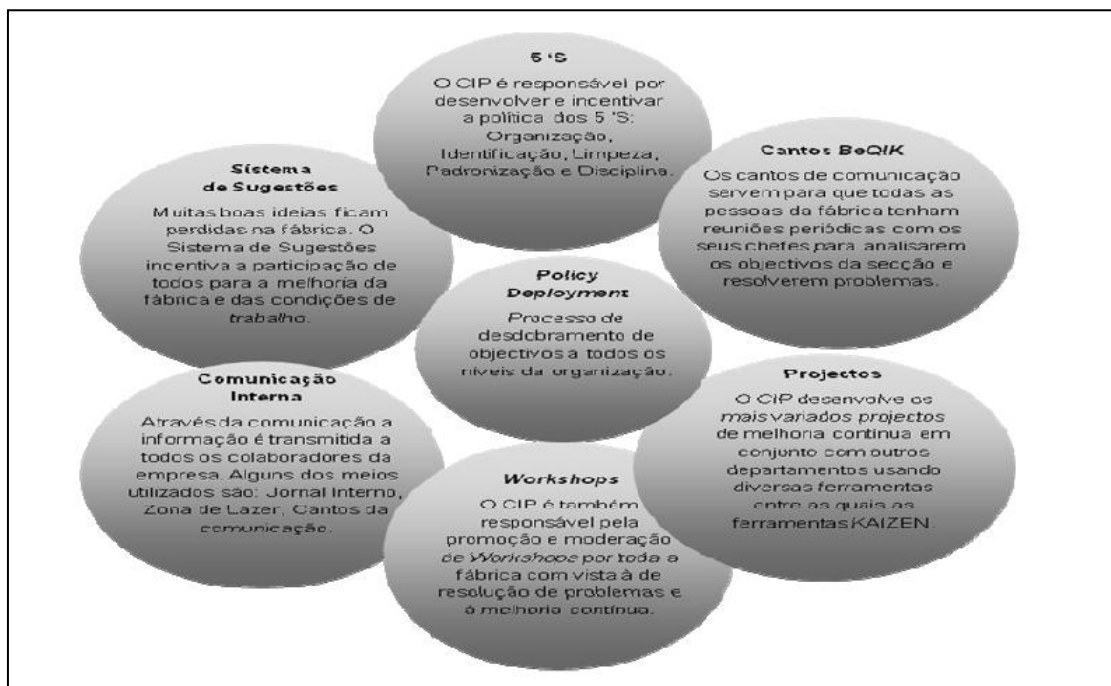 5 'S
O CIP é responsável por
desenvolver e incentivar
a política dos 5 'S:
Organização,
Identificação, Limpeza,
Padronização e Disciplina.
Cantos BeQIK
Os cantos de comunicação
servem para que todas as
pessoas da fábrica tenham
reuniões periódicas com os
seus chefes para analisarem
os objectivos da secção e
resolverem problemas.
Sistema
de Sugestões
Muitas boas ideias ficam
perdidas na fábrica. O
Sistema de Sugestões
incentiva a participação de
todos para a melhoria da
fábrica e das condições de
trabalho.
Policy
Deployment
Processo de
desdobramento de
objectivos a todos os
níveis da organização.
Comunicação
Interna
Através da comunicação a
informação é transmitida a
todos os colaboradores da
empresa. Alguns dos meios
utilizados são: Jornal Interno,
Zona de Lazer, Cantos da
comunicação.
Projectos
O CIP desenvolve os
mais variados projectos
de melhoria contínua em
conjunto com outros
departamentos usando
diversas ferramentas
entre as quais as
ferramentas KAIZEN.
Workshops
O CIP é também
responsável pela
promoção e moderação
de Workshops por toda a
fábrica com vista à de
resolução de problemas e
à melhoria contínua.